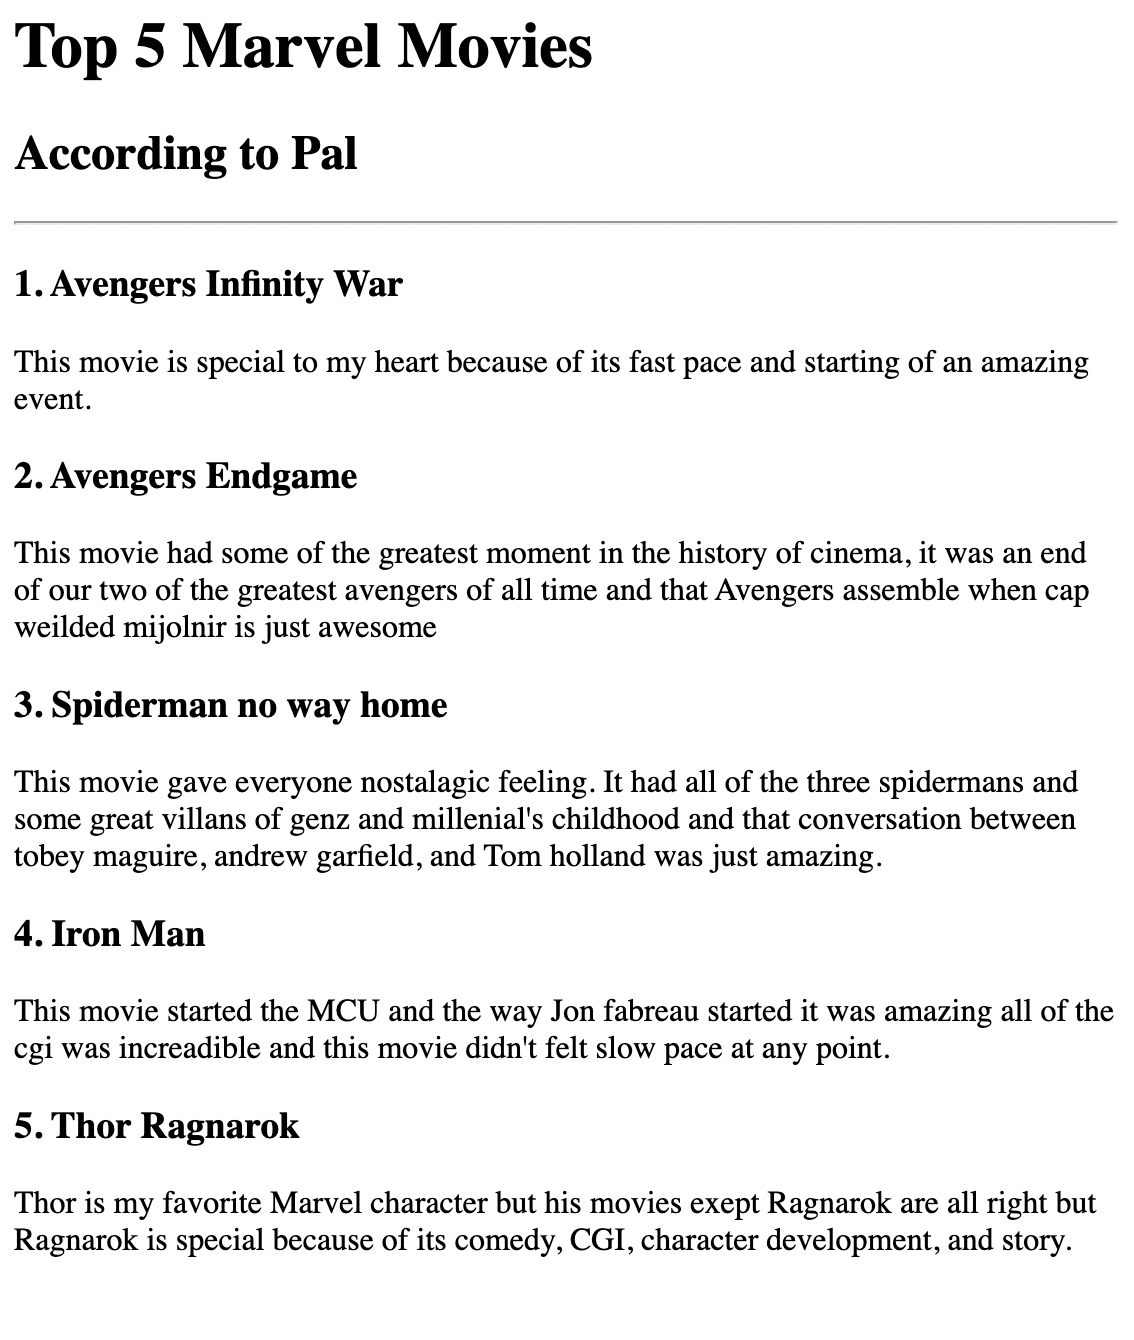 Top 5 Marvel Movies
According to Pal
1. Avengers Infinity War
This movie is special to my heart because of its fast pace and starting of an amazing
event.
2. Avengers Endgame
This movie had some of the greatest moment in the history of cinema, it was an end
of our two of the greatest avengers of all time and that Avengers assemble when cap
weilded mijolnir is just awesome
3. Spiderman no way home
This movie gave everyone nostalagic feeling. It had all of the three spidermans and
some great villans of genz and millenial's childhood and that conversation between
tobey maguire, andrew garfield, and Tom holland was just amazing.
4. Iron Man
This movie started the MCU and the way Jon fabreau started it was amazing all of the
cgi was increadible and this movie didn't felt slow pace at any point.
5. Thor Ragnarok
Thor is my favorite Marvel character but his movies exept Ragnarok are all right but
Ragnarok is special because of its comedy, CGI, character development, and story.